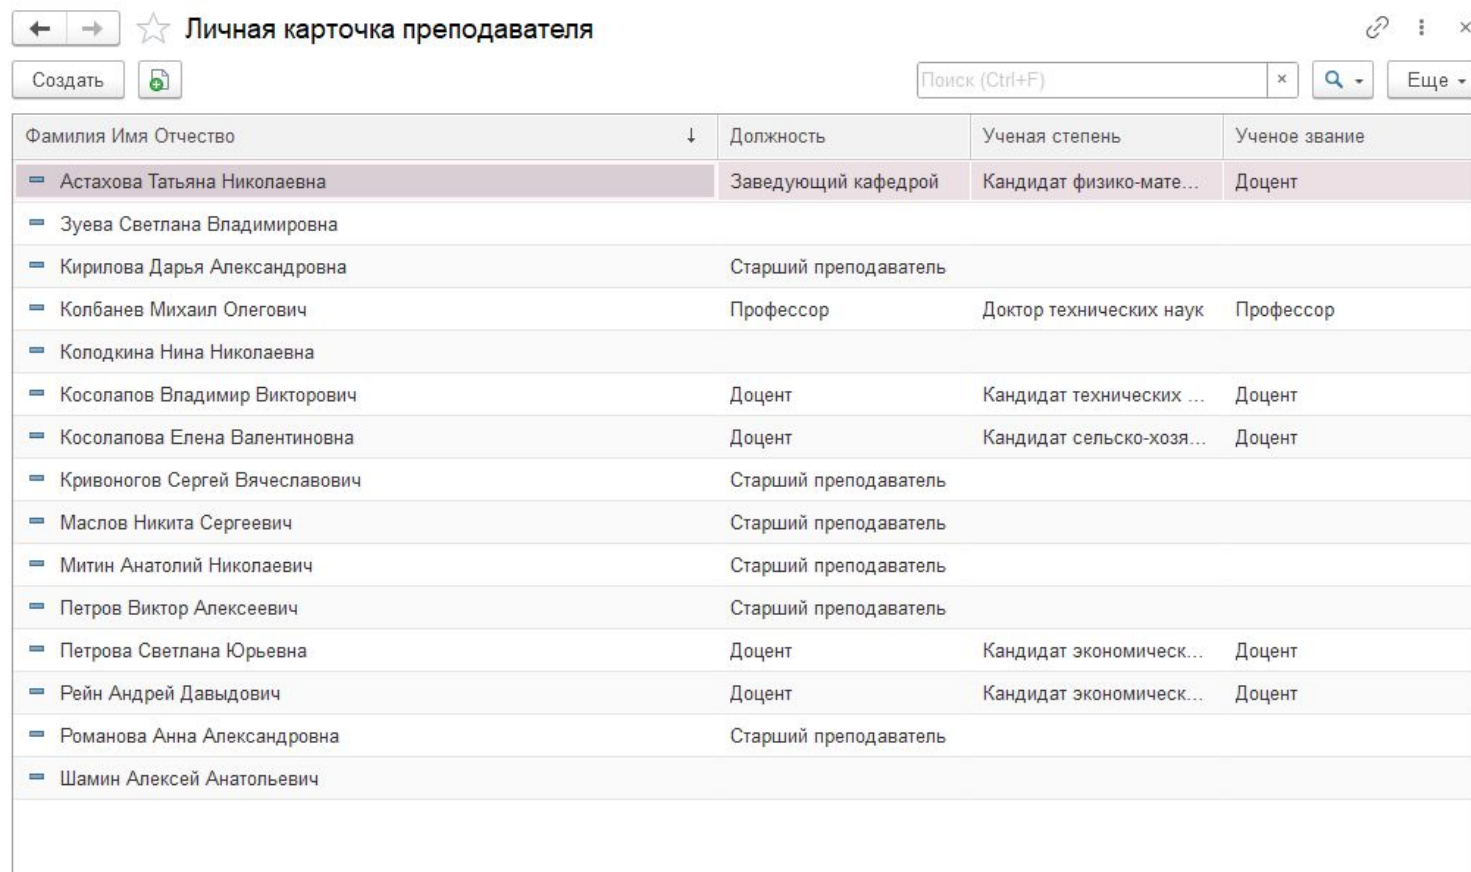 Личная карточка преподавателя
Создать Поиск (Ctrl+F) × Еще
Фамилия Имя Отчество ↓ Должность Ученая степень Ученое звание
Астахова Татьяна Николаевна Заведующий кафедрой Кандидат физико-мате... Доцент
Зуева Светлана Владимировна
Кирилова Дарья Александровна Старший преподаватель
Колбанев Михаил Олегович Профессор Доктор технических наук Профессор
Колодкина Нина Николаевна
Косолапов Владимир Викторович Доцент Кандидат технических ... Доцент
Косолапова Елена Валентиновна Доцент Кандидат сельско-хозя... Доцент
Кривоногов Сергей Вячеславович Старший преподаватель
Маслов Никита Сергеевич Старший преподаватель
Митин Анатолий Николаевич Старший преподаватель
Петров Виктор Алексеевич Старший преподаватель
Петрова Светлана Юрьевна Доцент Кандидат экономическ... Доцент
Рейн Андрей Давыдович Доцент Кандидат экономическ... Доцент
Романова Анна Александровна Старший преподаватель
Шамин Алексей Анатольевич